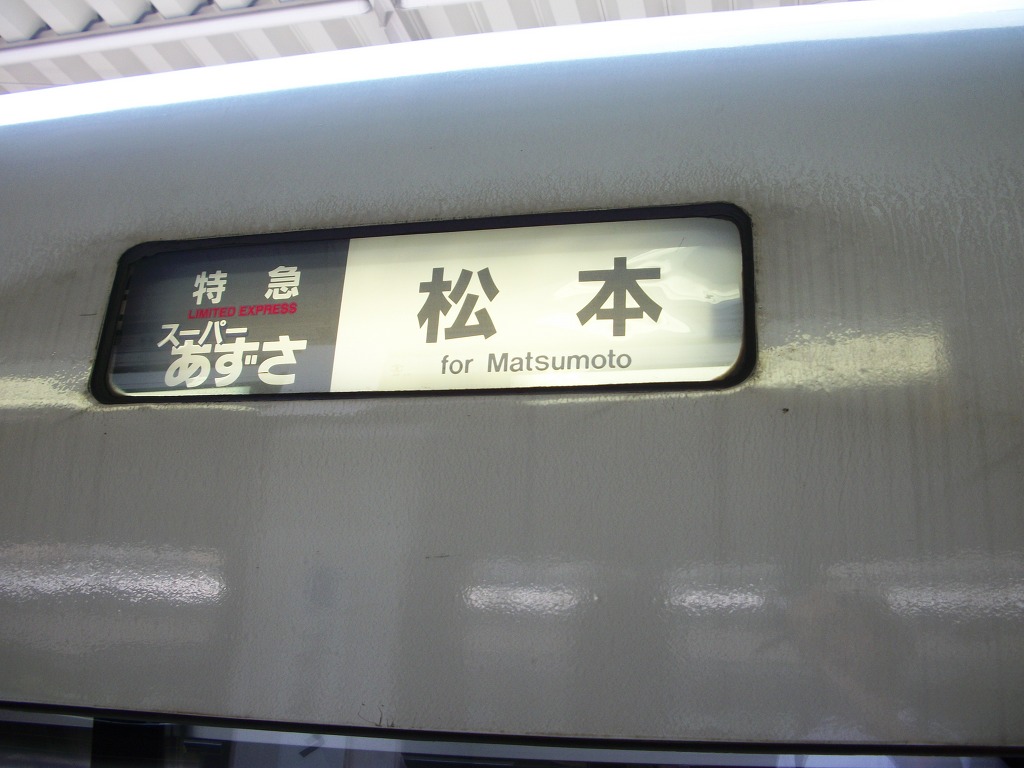 特急
LIMITED EXPRESS
スーパー
あずさ
松本
for Matsumoto